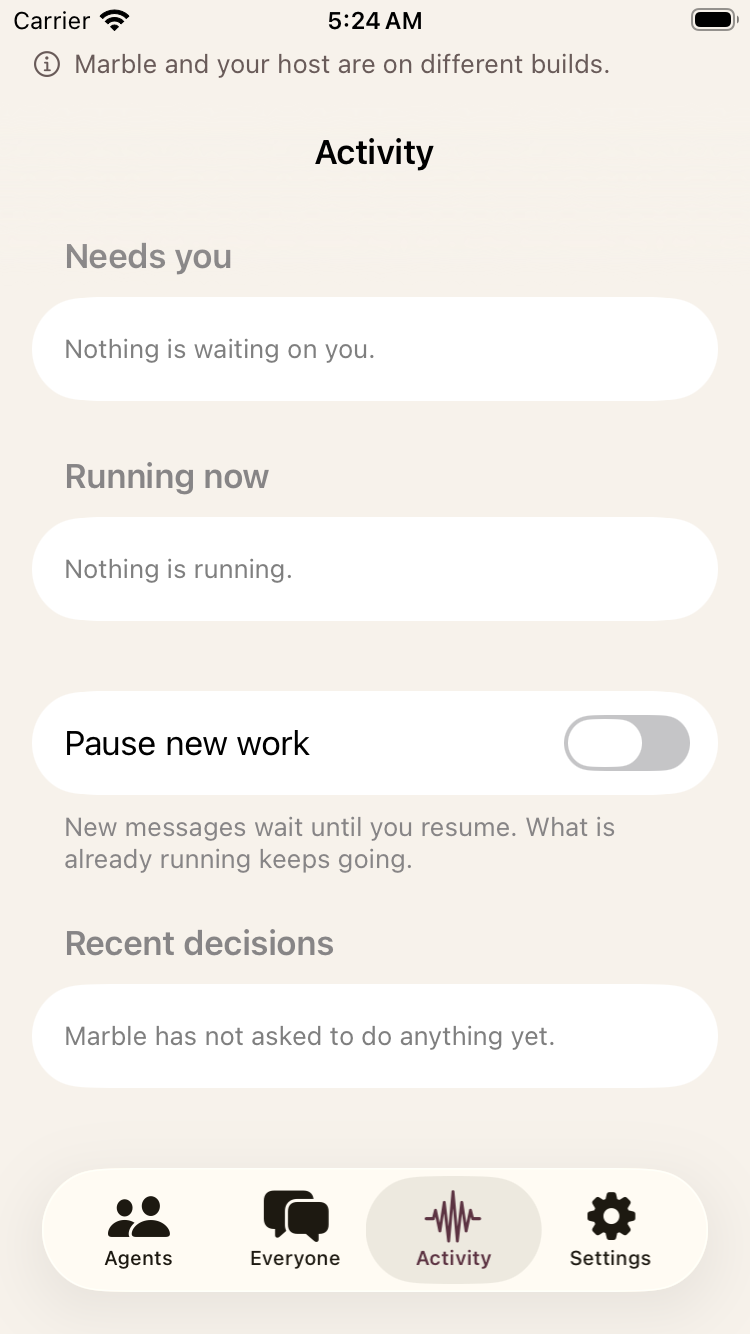 Carrier 5:24 AM
Marble and your host are on different builds.
Activity
Needs you
Nothing is waiting on you.
Running now
Nothing is running.
Pause new work
New messages wait until you resume. What is
already running keeps going.
Recent decisions
Marble has not asked to do anything yet.
Agents Everyone Activity Settings